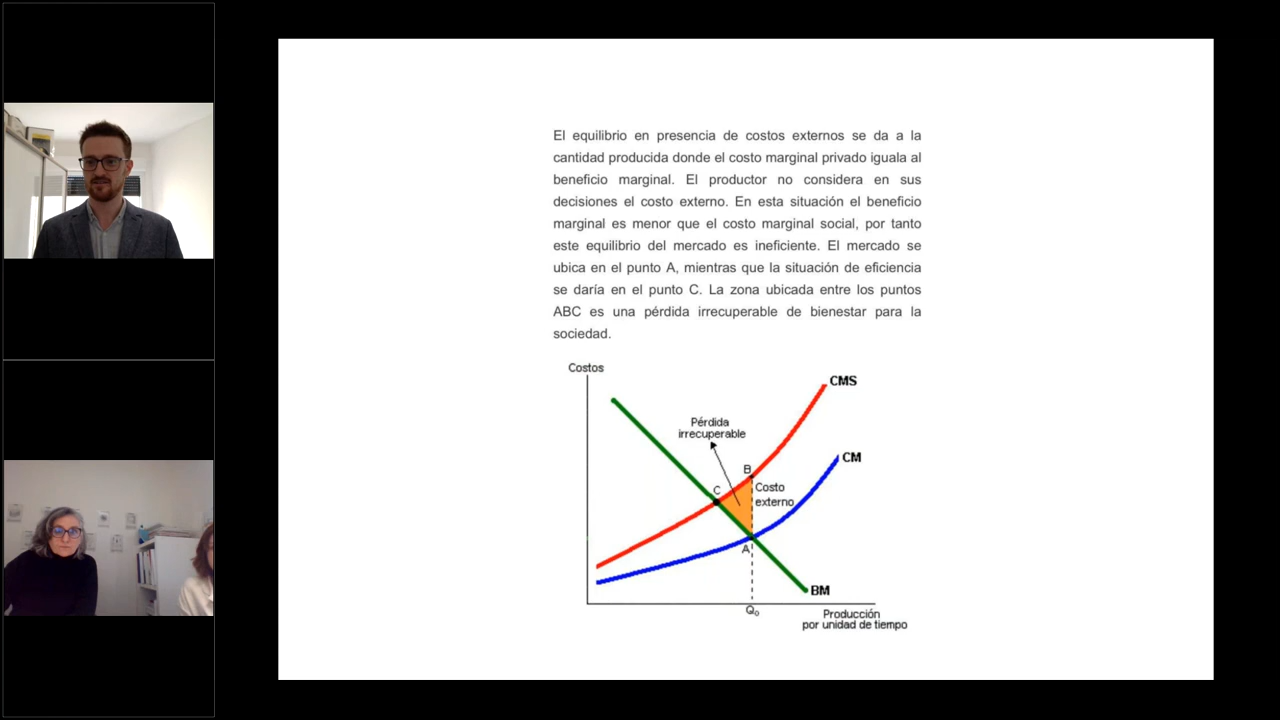 El equilibrio en presencia de costos externos se da a la
cantidad producida donde el costo marginal privado iguala al
beneficio marginal. El productor no considera en sus
decisiones el costo externo. En esta situación el beneficio
marginal es menor que el costo marginal social, por tanto
este equilibrio del mercado es ineficiente. El mercado se
ubica en el punto A, mientras que la situación de eficiencia
se daría en el punto C. La zona ubicada entre los puntos
ABC es una pérdida irrecuperable de bienestar para la
sociedad.
Costos
CMS
Pérdida
irrecuperable
CM
B
C
Costo
externo
A
BM
Q₀
Producción
por unidad de tiempo